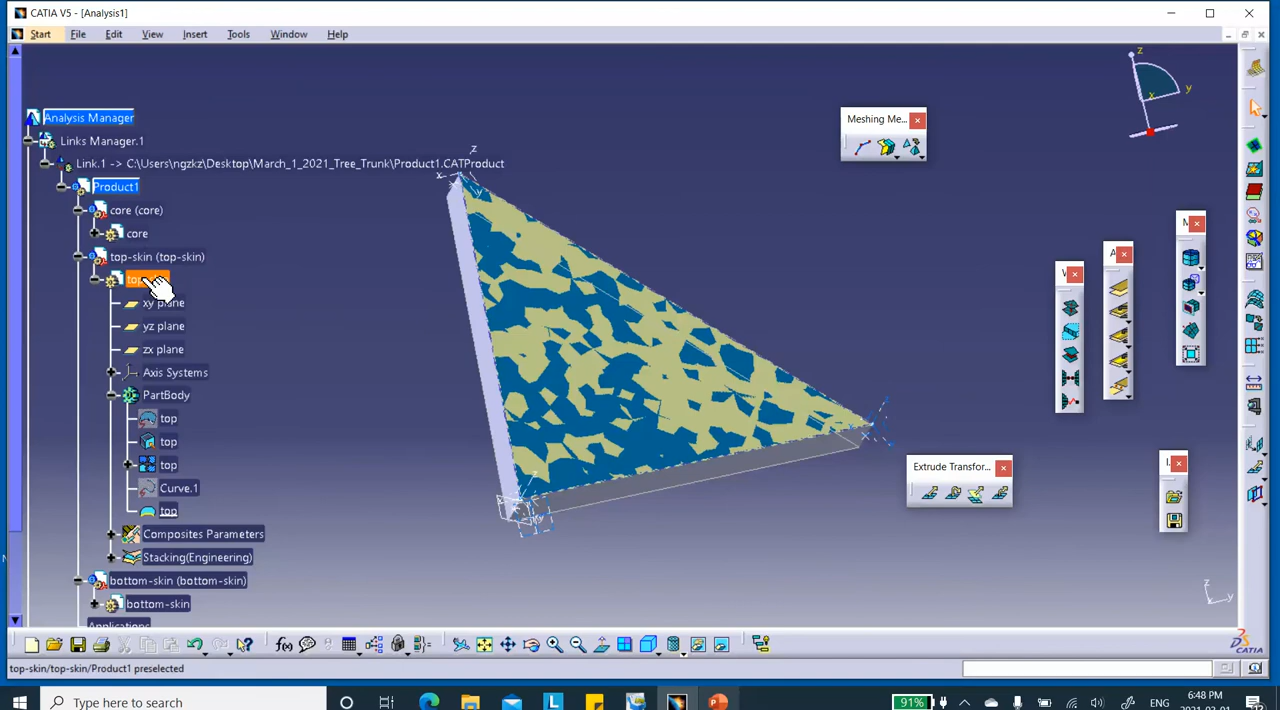 CATIA V5 - [Analysis1]
Start File Edit View Insert Tools Window Help
Analysis Manager
Links Manager.1
Link.1 -> C:\Users\ngzkz\Desktop\March_1_2021_Tree_Trunk\Product1.CATProduct
Product1
core (core)
core
top-skin (top-skin)
xy plane
yz plane
zx plane
Axis Systems
PartBody
top
top
top
Curve.1
top
Composites Parameters
Stacking(Engineering)
bottom-skin (bottom-skin)
bottom-skin
Applications
z
x
y
z
y
x
Meshing Me...
M
A
V
Extrude Transfor...
I.
z
y
top-skin/top-skin/Product1 preselected
Type here to search
91%
ENG
6:48 PM